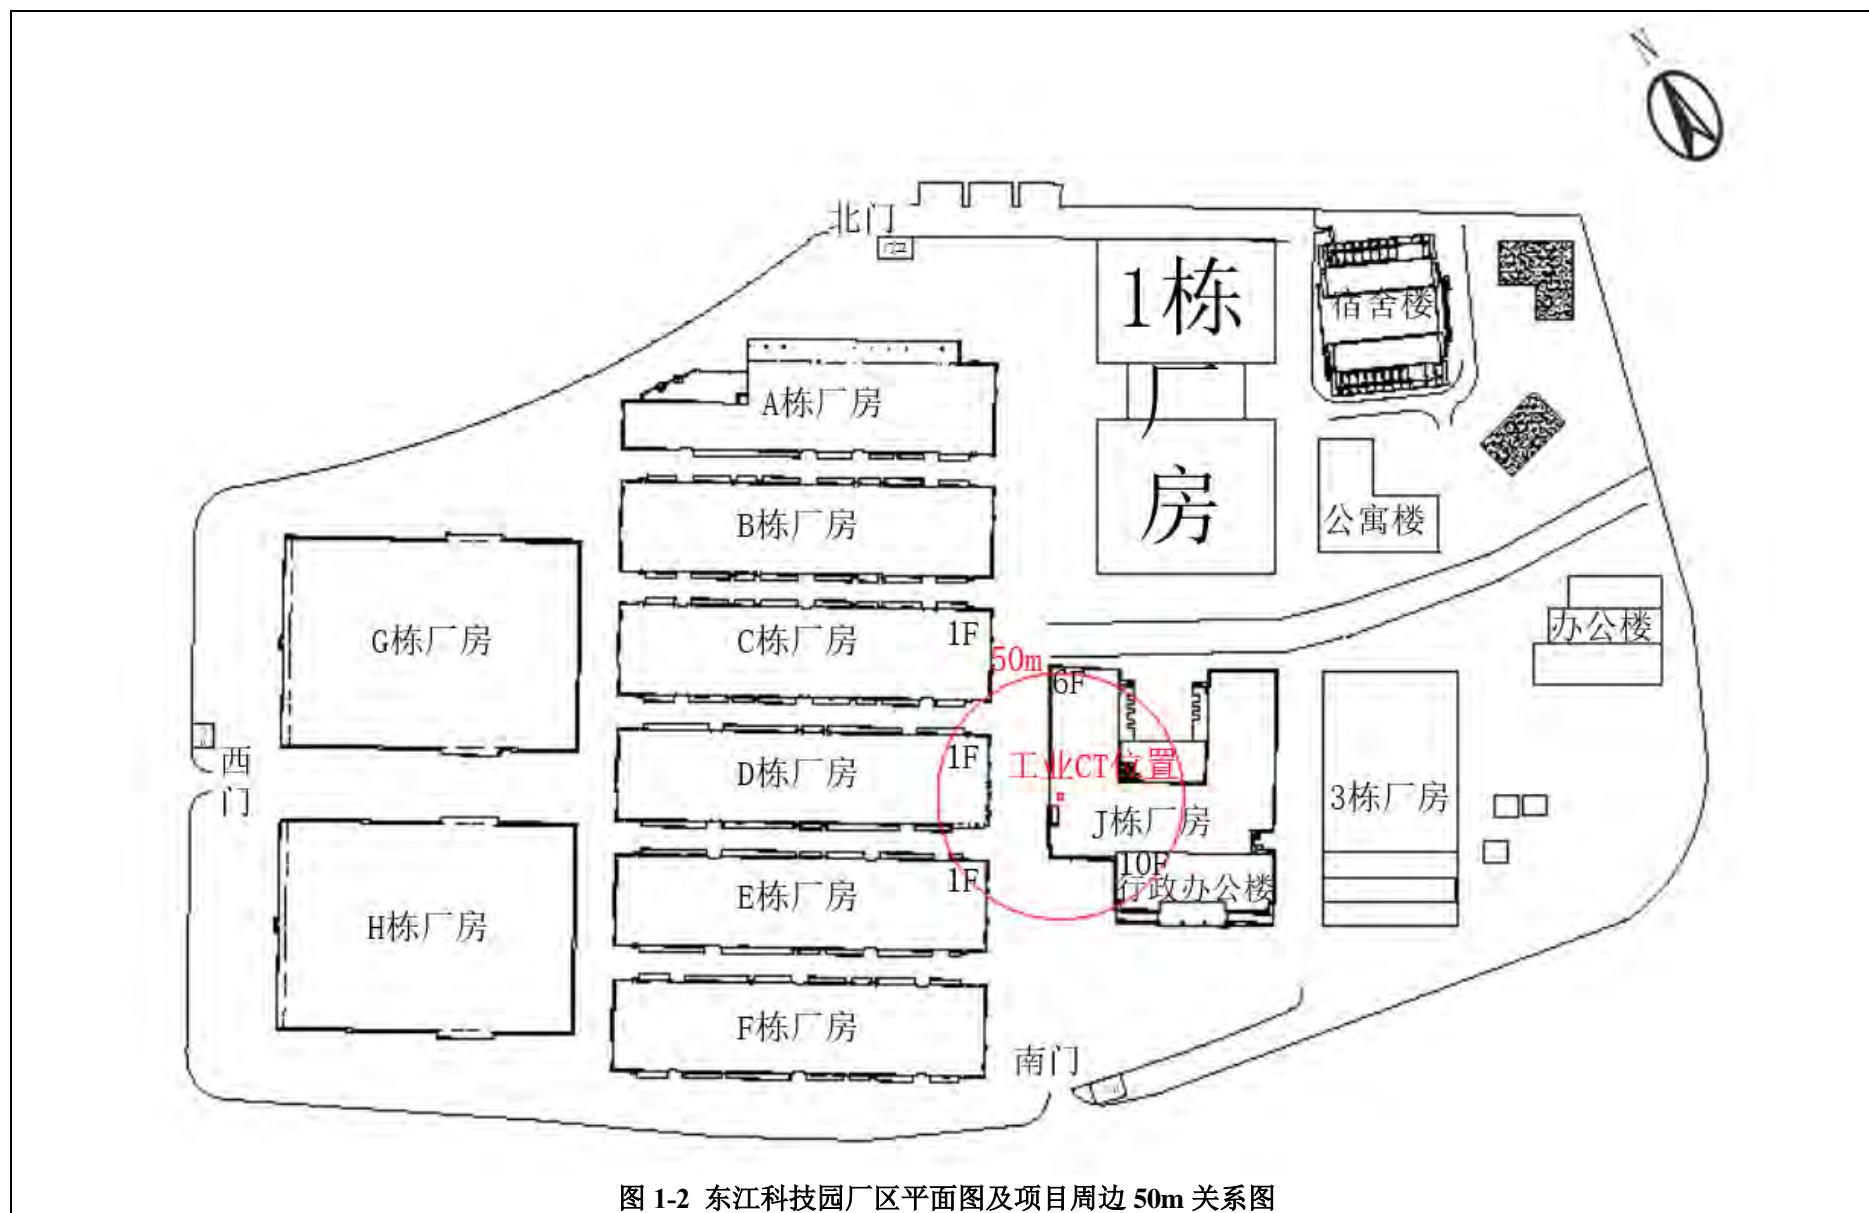 N
北门
1栋
厂
房
宿舍楼
A栋厂房
B栋厂房
公寓楼
G栋厂房
C栋厂房
1F
办公楼
50m
6F
西
门
D栋厂房
1F
工业CT位置
3栋厂房
J栋厂房
H栋厂房
E栋厂房
1F
10F
行政办公楼
F栋厂房
南门
图 1-2 东江科技园厂区平面图及项目周边 50m 关系图